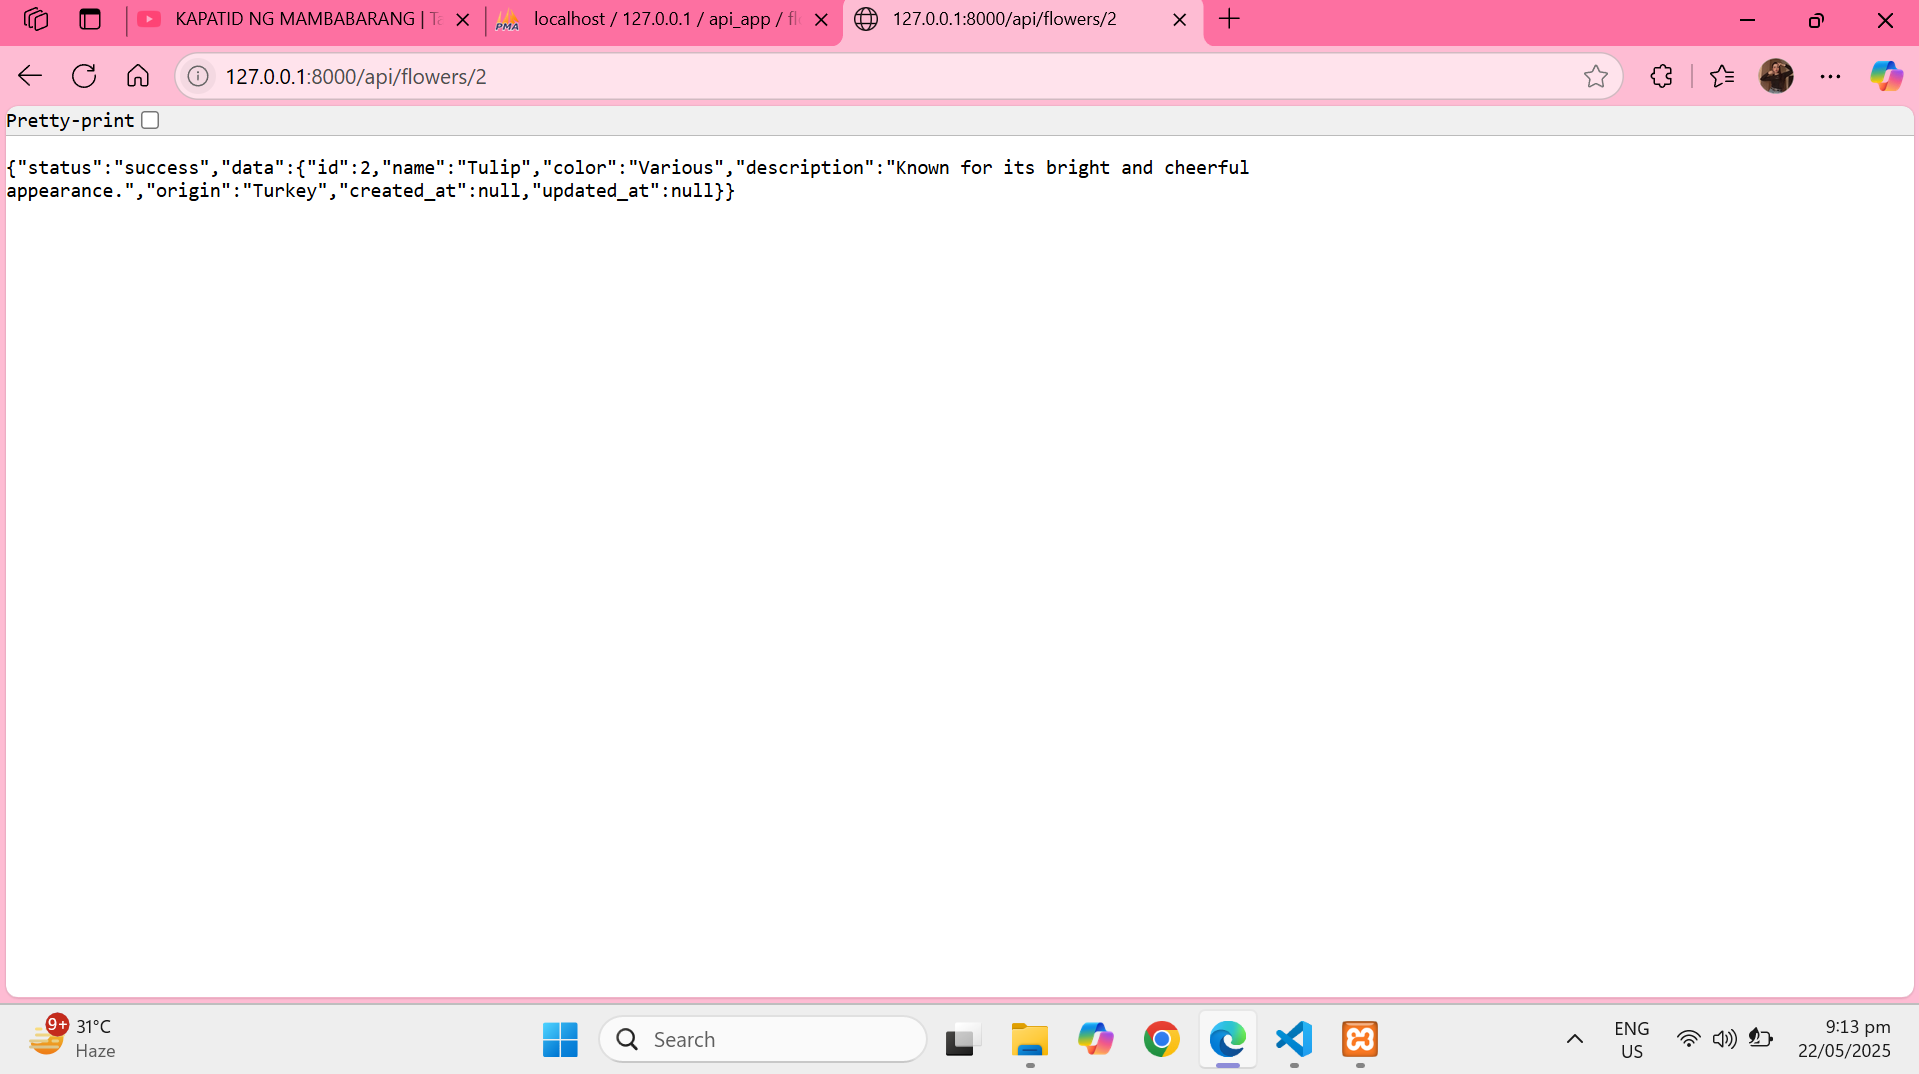 KAPATID NG MAMBABARANG | Ta
PMA
localhost / 127.0.0.1 / api_app / fl
127.0.0.1:8000/api/flowers/2
127.0.0.1:8000/api/flowers/2
Pretty-print
{"status":"success","data":{"id":2,"name":"Tulip","color":"Various","description":"Known for its bright and cheerful
appearance.","origin":"Turkey","created_at":null,"updated_at":null}}
9+
31°C
Haze
Search
ENG
US
9:13 pm
22/05/2025